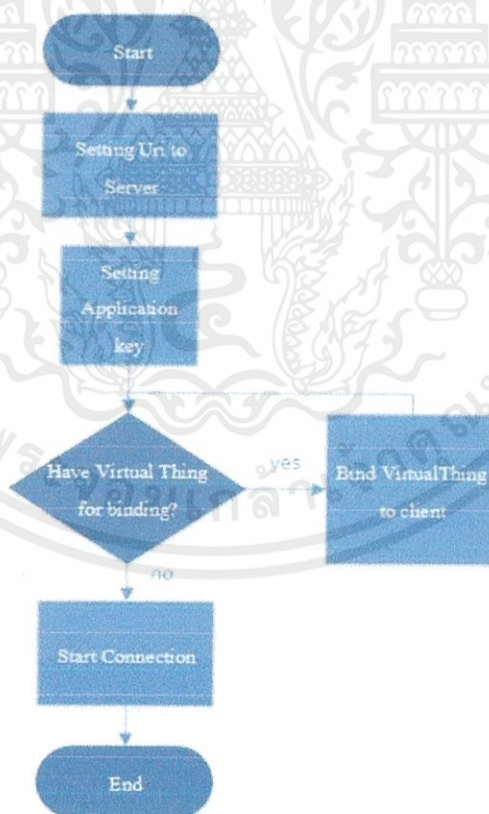 Start
Setting Uri to
Server
Setting
Application
key
Have Virtual Thing
for binding?
yes
Bind VirtualThing
to client
no
Start Connection
End